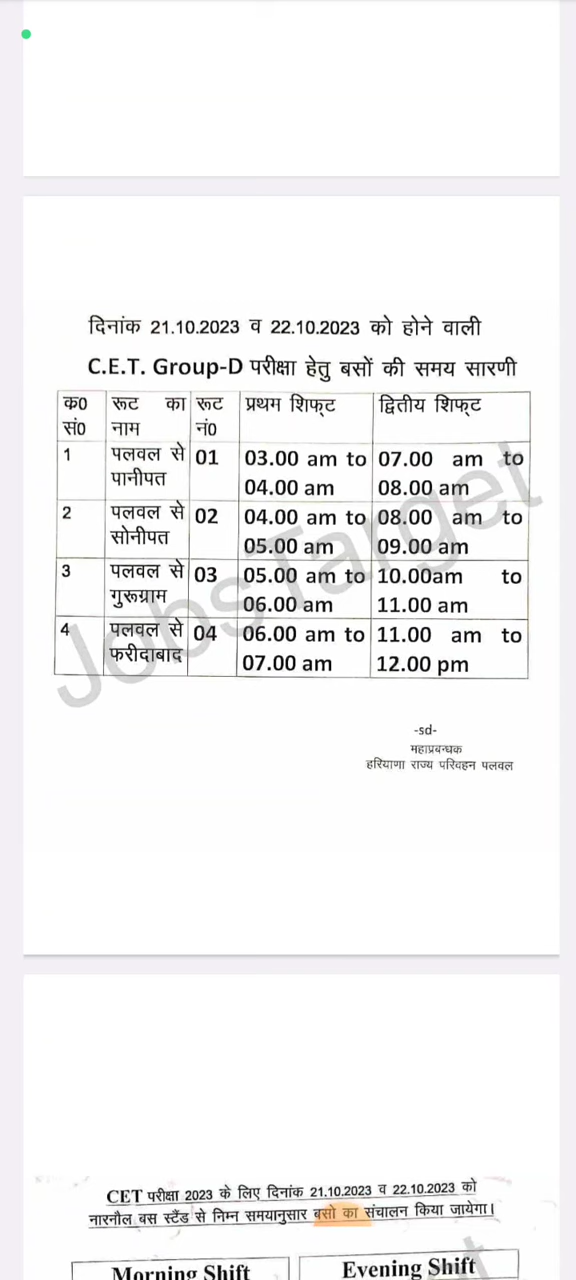 दिनांक 21.10.2023 व 22.10.2023 को होने वाली
C.E.T. Group-D परीक्षा हेतु बसों की समय सारणी
क0 सं0 रूट का नाम रूट नं0 प्रथम शिफ्ट द्वितीय शिफ्ट
1 पलवल से पानीपत 01 03.00 am to 04.00 am 07.00 am to 08.00 am
2 पलवल से सोनीपत 02 04.00 am to 05.00 am 08.00 am to 09.00 am
3 पलवल से गुरूग्राम 03 05.00 am to 06.00 am 10.00am to 11.00 am
4 पलवल से फरीदाबाद 04 06.00 am to 07.00 am 11.00 am to 12.00 pm
JobsTarget
-sd-
महाप्रबन्धक
हरियाणा राज्य परिवहन पलवल
CET परीक्षा 2023 के लिए दिनांक 21.10.2023 व 22.10.2023 को
नारनौल बस स्टैंड से निम्न समयानुसार बसो का संचालन किया जायेगा।
Morning Shift Evening Shift